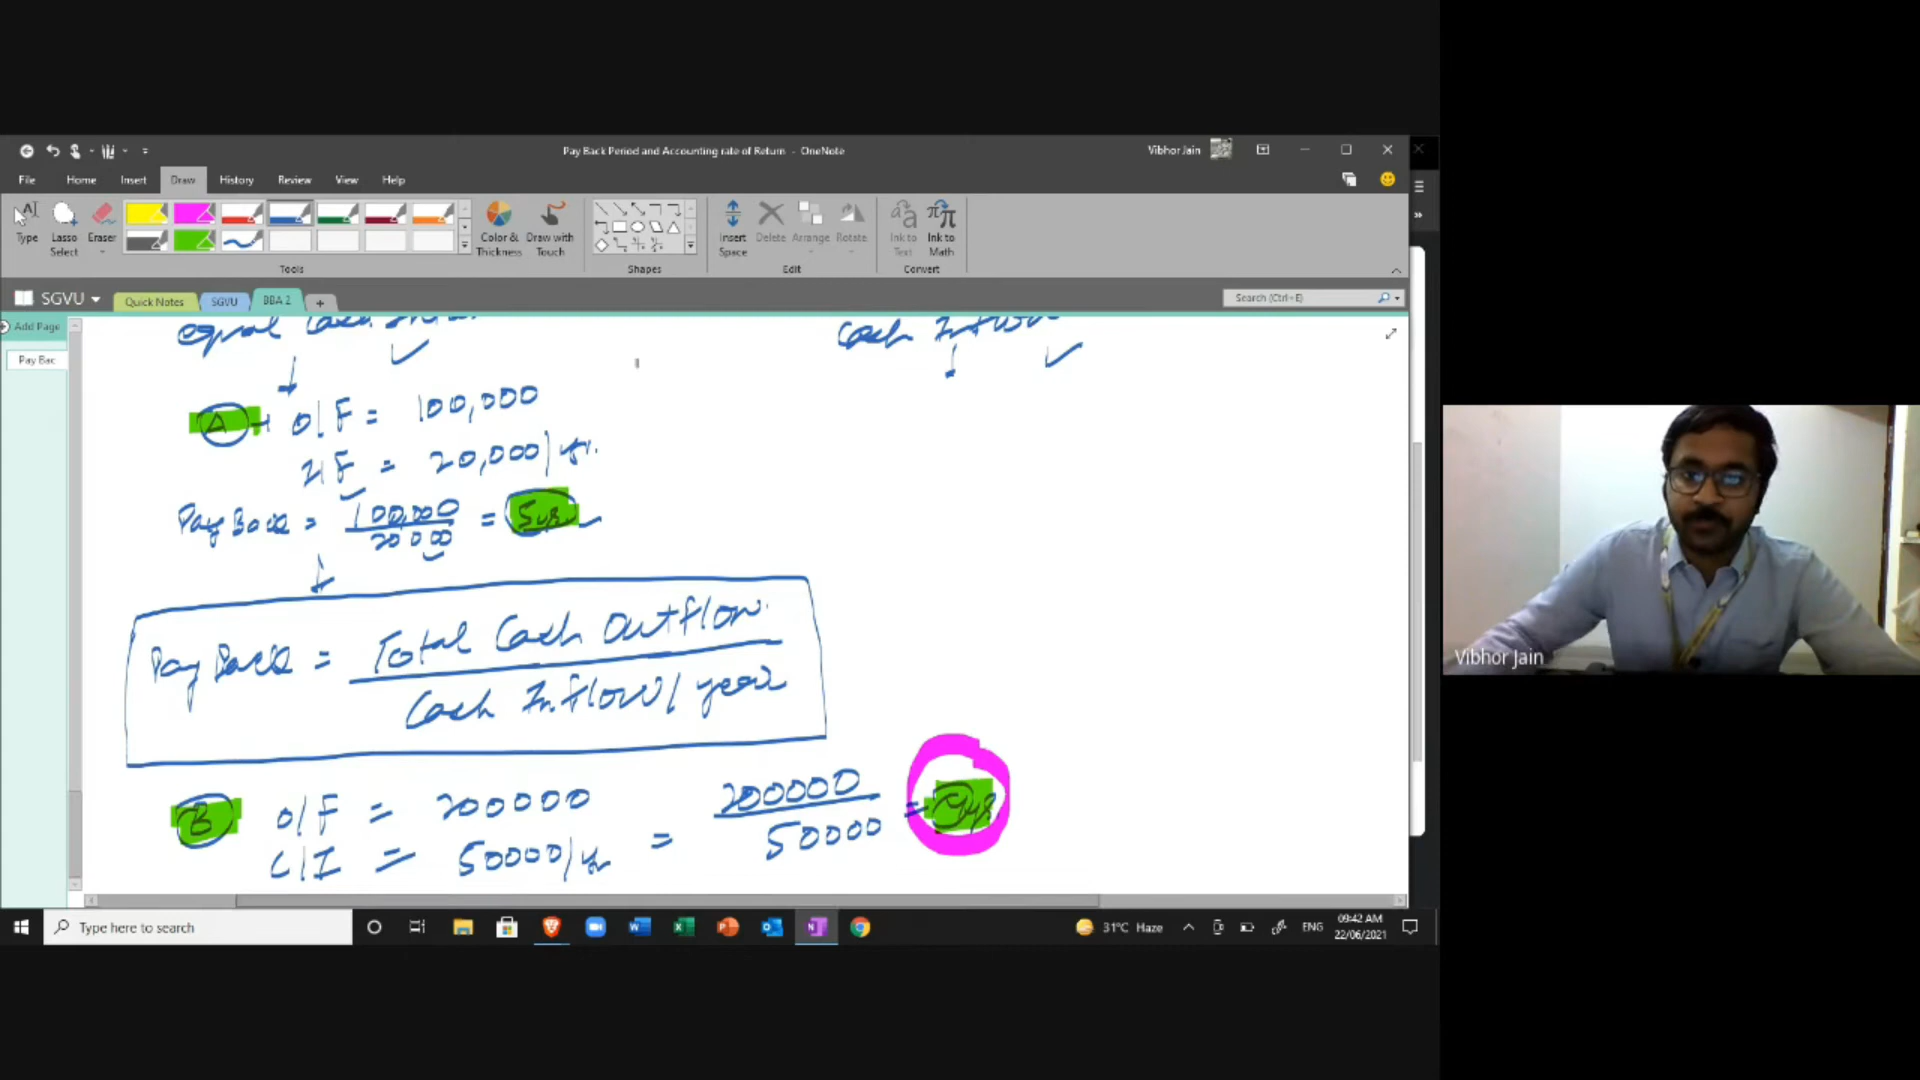 Pay Back Period and Accounting rate of Return - OneNote
Vibhor Jain
File Home Insert Draw History Review View Help
Type
Lasso Select
Eraser
Color & Thickness
Draw with Touch
Insert Space
Delete
Arrange
Rotate
Ink to Text
Ink to Math
Tools
Shapes
Edit
Convert
SGVU
Quick Notes
SGVU
BBA 2
Search (Ctrl+E)
Add Page
Pay Bac
equal Cash
Cash Inflow
A → O/F = 100,000
I/F = 20,000/yr.
Pay Back = 100,000 / 20000 = 5yr
Pay Back = Total Cash Outflow
Cash Inflow/year
B O/F = 200000
C/I = 50000/yr
= 200000 / 50000 = 4yr
Vibhor Jain
Type here to search
31°C Haze
ENG
09:42 AM
22/06/2021